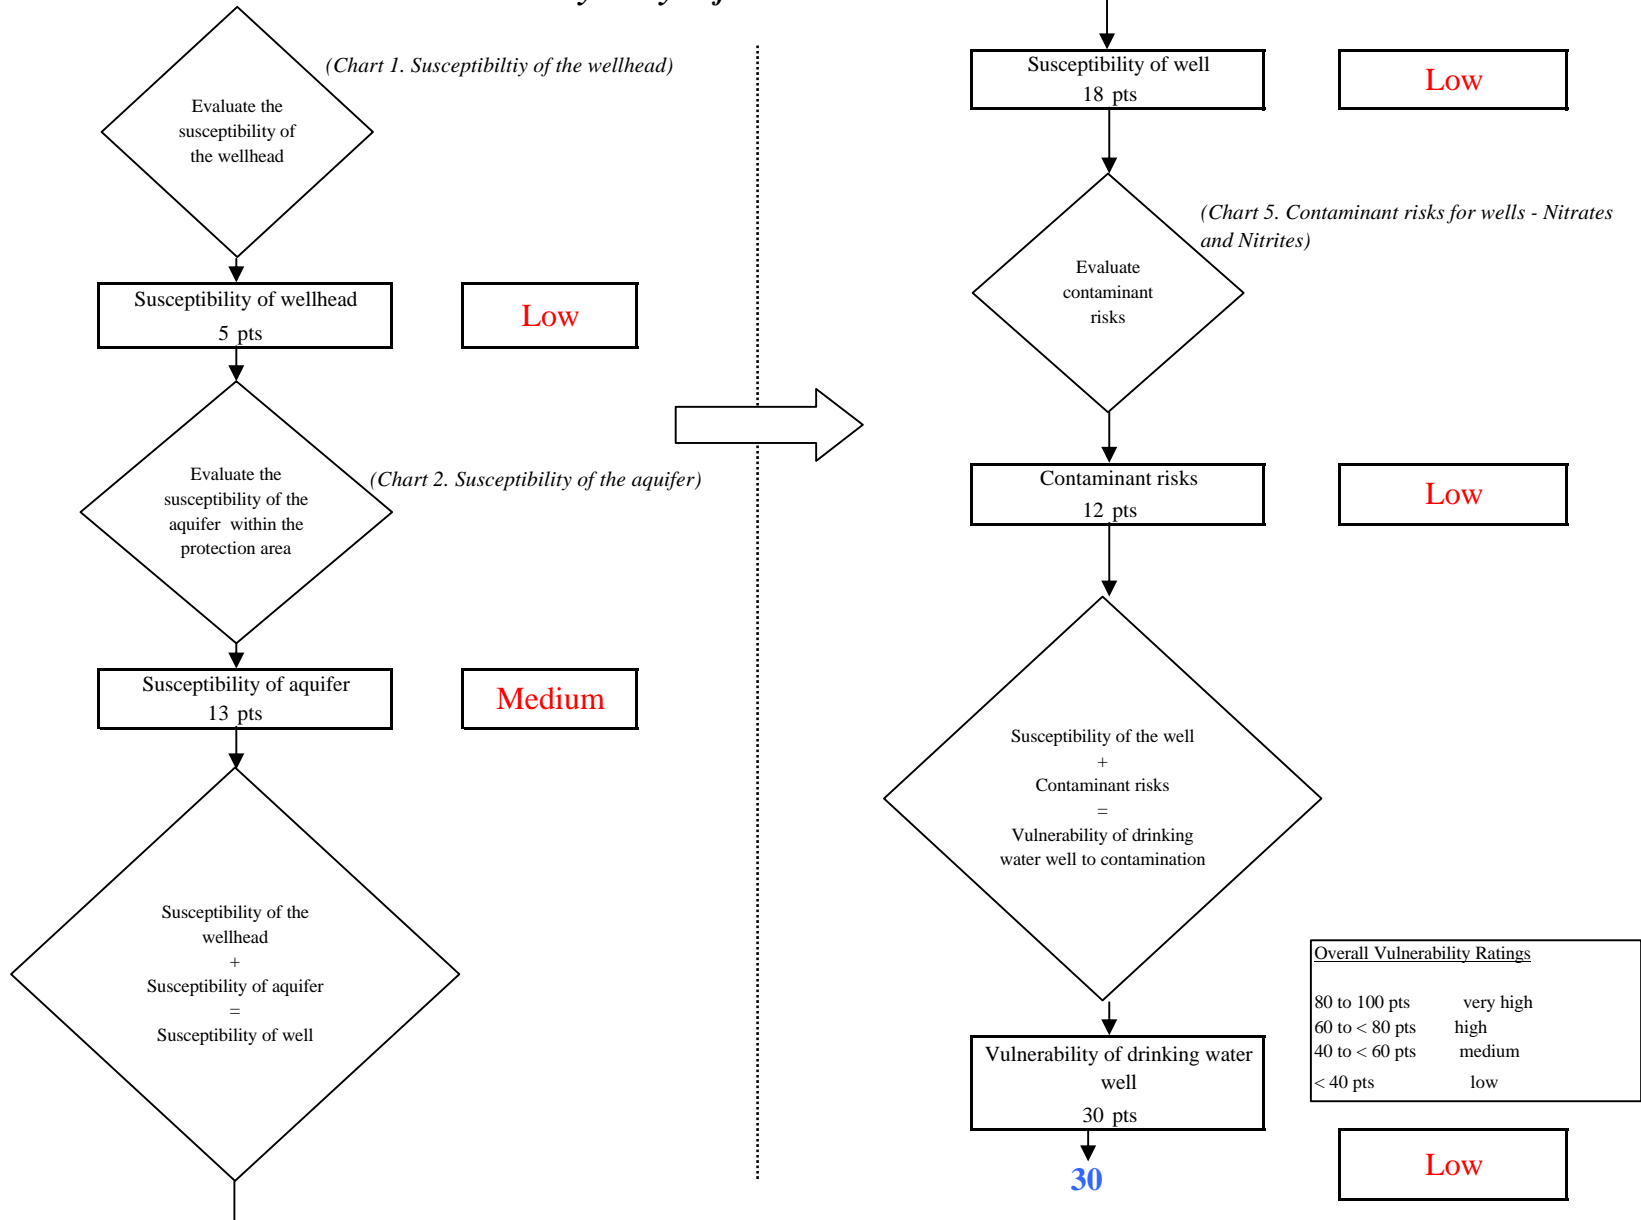 (Chart 1. Susceptibiltiy of the wellhead)
Evaluate the
susceptibility of
the wellhead
Susceptibility of wellhead
5 pts
Low
Evaluate the
susceptibility of the
aquifer within the
protection area
(Chart 2. Susceptibility of the aquifer)
Susceptibility of aquifer
13 pts
Medium
Susceptibility of the
wellhead
+
Susceptibility of aquifer
=
Susceptibility of well
Susceptibility of well
18 pts
Low
(Chart 5. Contaminant risks for wells - Nitrates
and Nitrites)
Evaluate
contaminant
risks
Contaminant risks
12 pts
Low
Susceptibility of the well
+
Contaminant risks
=
Vulnerability of drinking
water well to contamination
Overall Vulnerability Ratings
80 to 100 pts very high
60 to < 80 pts high
40 to < 60 pts medium
< 40 pts low
Vulnerability of drinking water
well
30 pts
30
Low